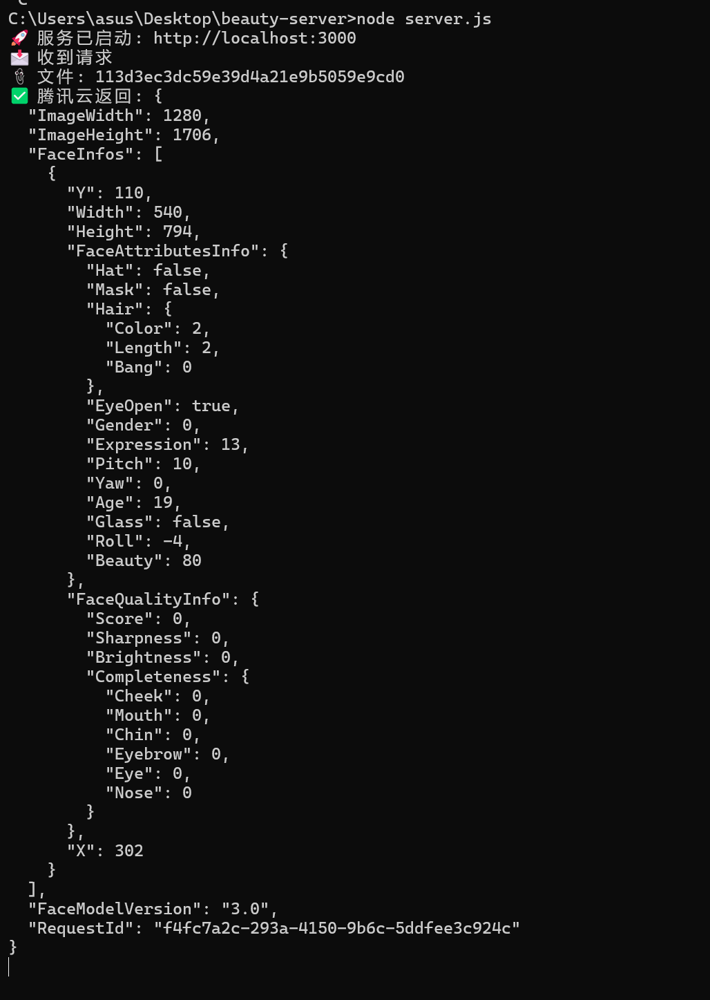 C:\Users\asus\Desktop\beauty-server>node server.js
🚀 服务已启动: http://localhost:3000
📩 收到请求
📎 文件: 113d3ec3dc59e39d4a21e9b5059e9cd0
✅ 腾讯云返回: {
  "ImageWidth": 1280,
  "ImageHeight": 1706,
  "FaceInfos": [
    {
      "Y": 110,
      "Width": 540,
      "Height": 794,
      "FaceAttributesInfo": {
        "Hat": false,
        "Mask": false,
        "Hair": {
          "Color": 2,
          "Length": 2,
          "Bang": 0
        },
        "EyeOpen": true,
        "Gender": 0,
        "Expression": 13,
        "Pitch": 10,
        "Yaw": 0,
        "Age": 19,
        "Glass": false,
        "Roll": -4,
        "Beauty": 80
      },
      "FaceQualityInfo": {
        "Score": 0,
        "Sharpness": 0,
        "Brightness": 0,
        "Completeness": {
          "Cheek": 0,
          "Mouth": 0,
          "Chin": 0,
          "Eyebrow": 0,
          "Eye": 0,
          "Nose": 0
        }
      },
      "X": 302
    }
  ],
  "FaceModelVersion": "3.0",
  "RequestId": "f4fc7a2c-293a-4150-9b6c-5ddfee3c924c"
}